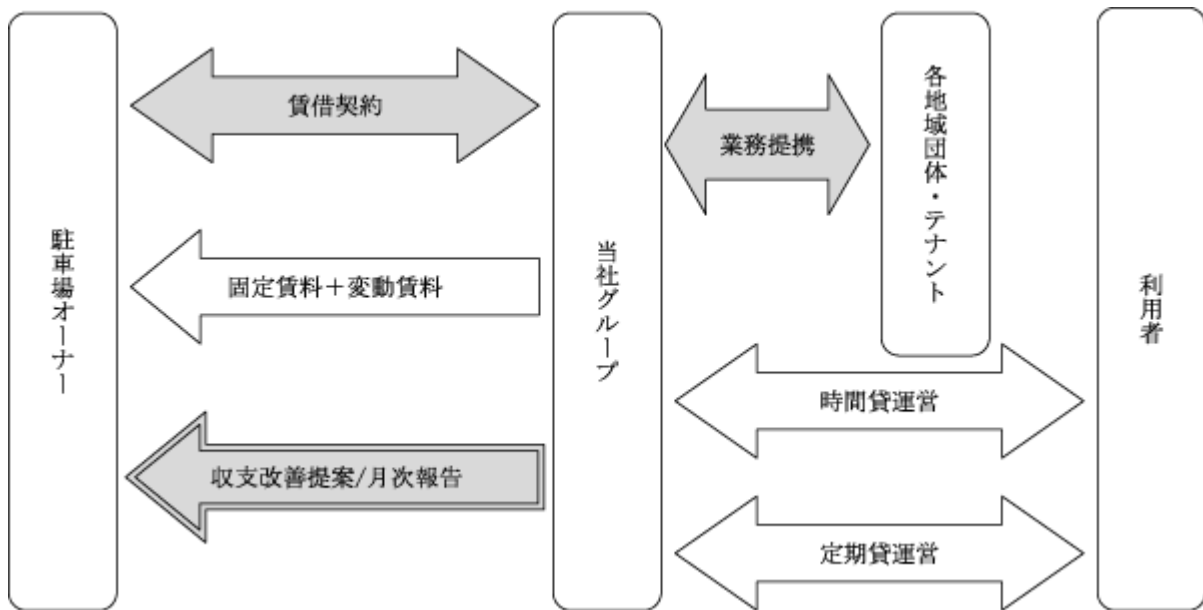 駐車場オーナー
賃借契約
固定賃料＋変動賃料
収支改善提案/月次報告
当社グループ
業務提携
各地域団体・テナント
時間貸運営
定期貸運営
利用者